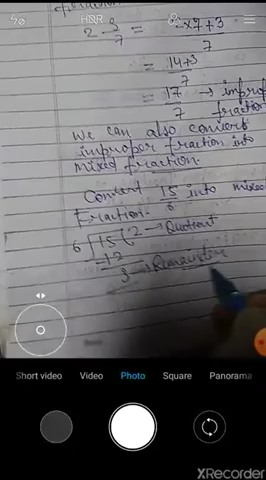 HDR
2 3/7 = ×7+3/7
= 14+3/7
= 17/7 → improp
fraction
We can also convert
improper fraction into
mixed fraction.
Convert 15/6 into mixed
Fraction.
6 15 2 → Quotient
-12
3 → Remainder
Short video Video Photo Square Panorama
XRecorder